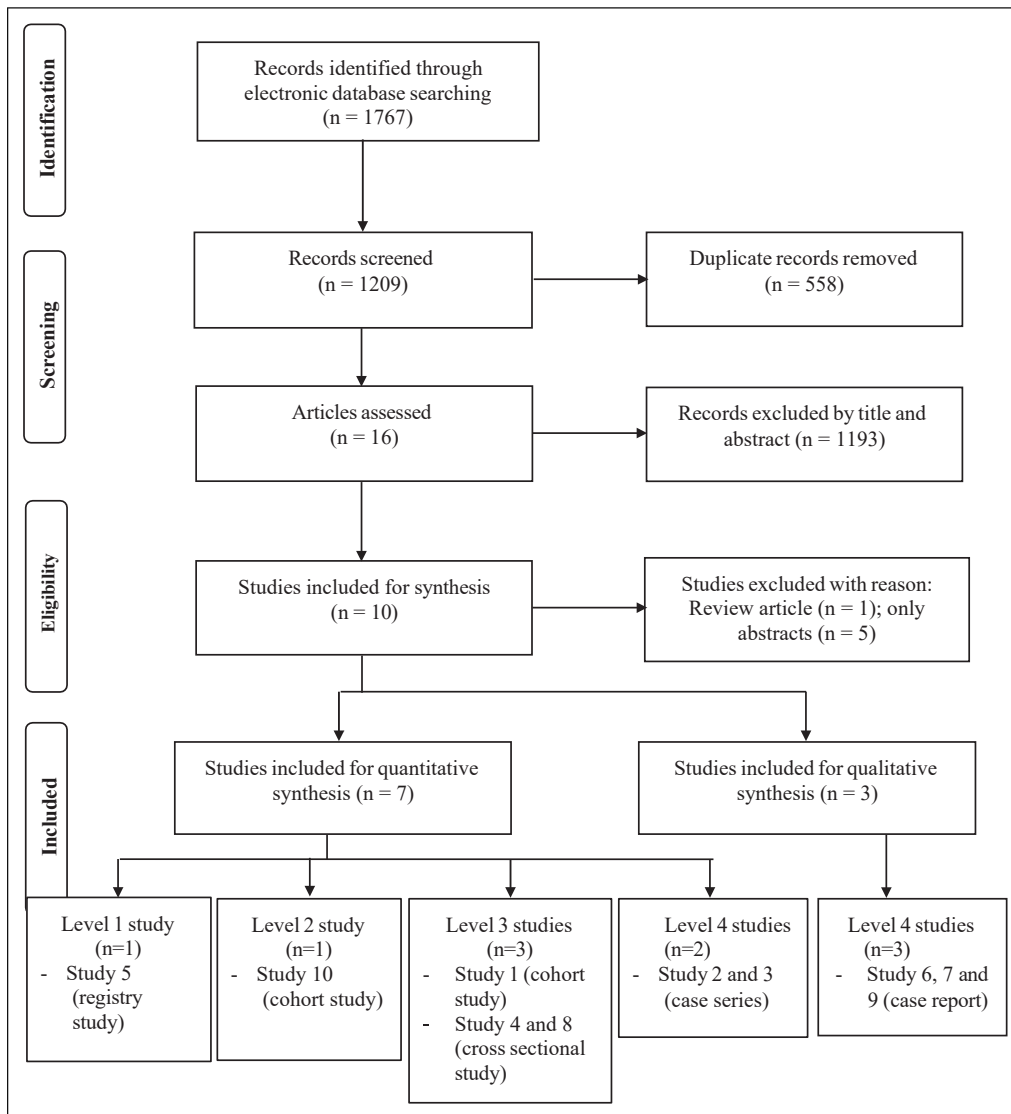 Identification
Records identified through
electronic database searching
(n = 1767)
Screening
Records screened
(n = 1209)
Duplicate records removed
(n = 558)
Articles assessed
(n = 16)
Records excluded by title and
abstract (n = 1193)
Eligibility
Studies included for synthesis
(n = 10)
Studies excluded with reason:
Review article (n = 1); only
abstracts (n = 5)
Included
Studies included for quantitative
synthesis (n = 7)
Studies included for qualitative
synthesis (n = 3)
Level 1 study
(n=1)
- Study 5
(registry
study)
Level 2 study
(n=1)
- Study 10
(cohort study)
Level 3 studies
(n=3)
- Study 1 (cohort
study)
- Study 4 and 8
(cross sectional
study)
Level 4 studies
(n=2)
- Study 2 and 3
(case series)
Level 4 studies
(n=3)
- Study 6, 7 and
9 (case report)